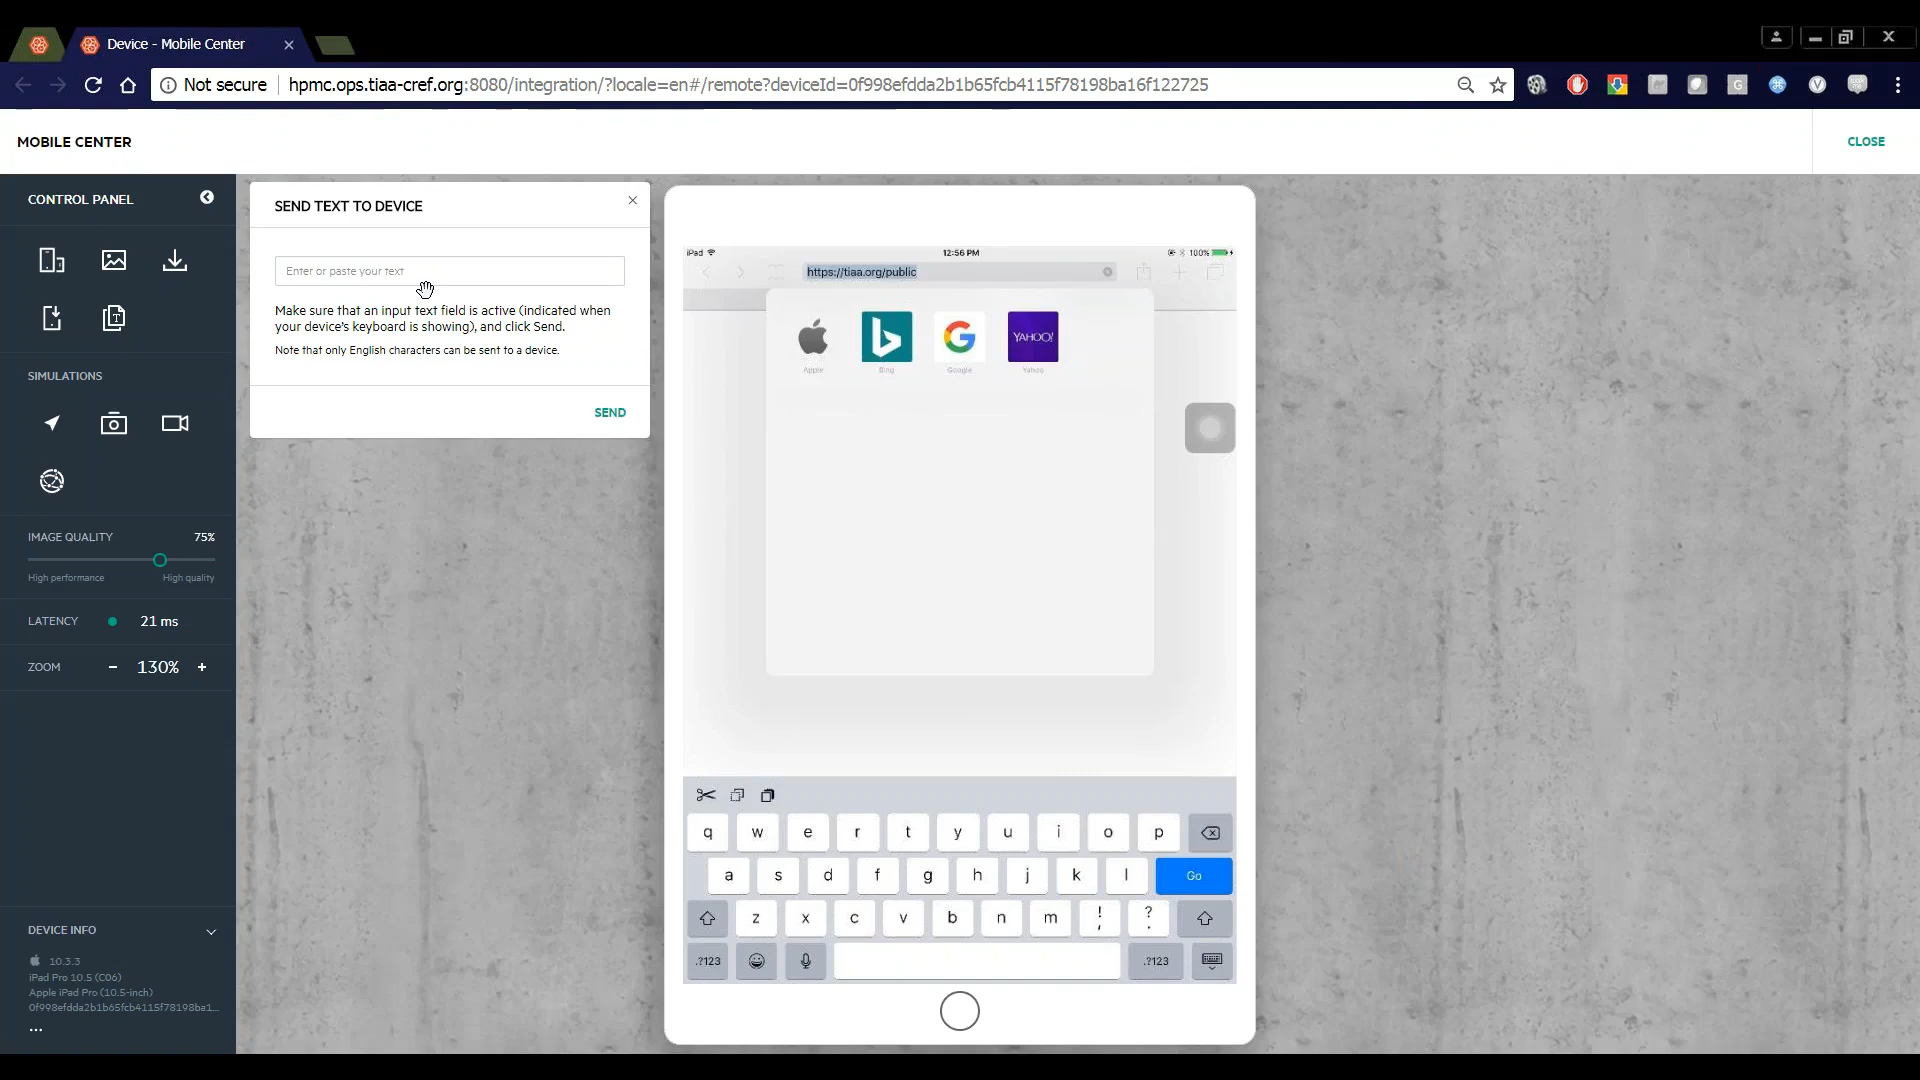 Device - Mobile Center
Not secure
hpmc.ops.tiaa-cref.org:8080/integration/?locale=en#/remote?deviceId=0f998efdda2b1b65fcb4115f78198ba16f122725
MOBILE CENTER
CLOSE
CONTROL PANEL
SIMULATIONS
IMAGE QUALITY 75%
High performance High quality
LATENCY 21 ms
ZOOM - 130% +
DEVICE INFO
10.3.3
iPad Pro 10.5 (C06)
Apple iPad Pro (10.5-inch)
0f998efdda2b1b65fcb4115f78198ba1...
...
SEND TEXT TO DEVICE
Enter or paste your text
Make sure that an input text field is active (indicated when
your device's keyboard is showing), and click Send.
Note that only English characters can be sent to a device.
SEND
iPad 12:56 PM 100%
https://tiaa.org/public
YAHOO!
Apple Bing Google Yahoo
q w e r t y u i o p
a s d f g h j k l Go
z x c v b n m ! , ? .
.?123 .?123